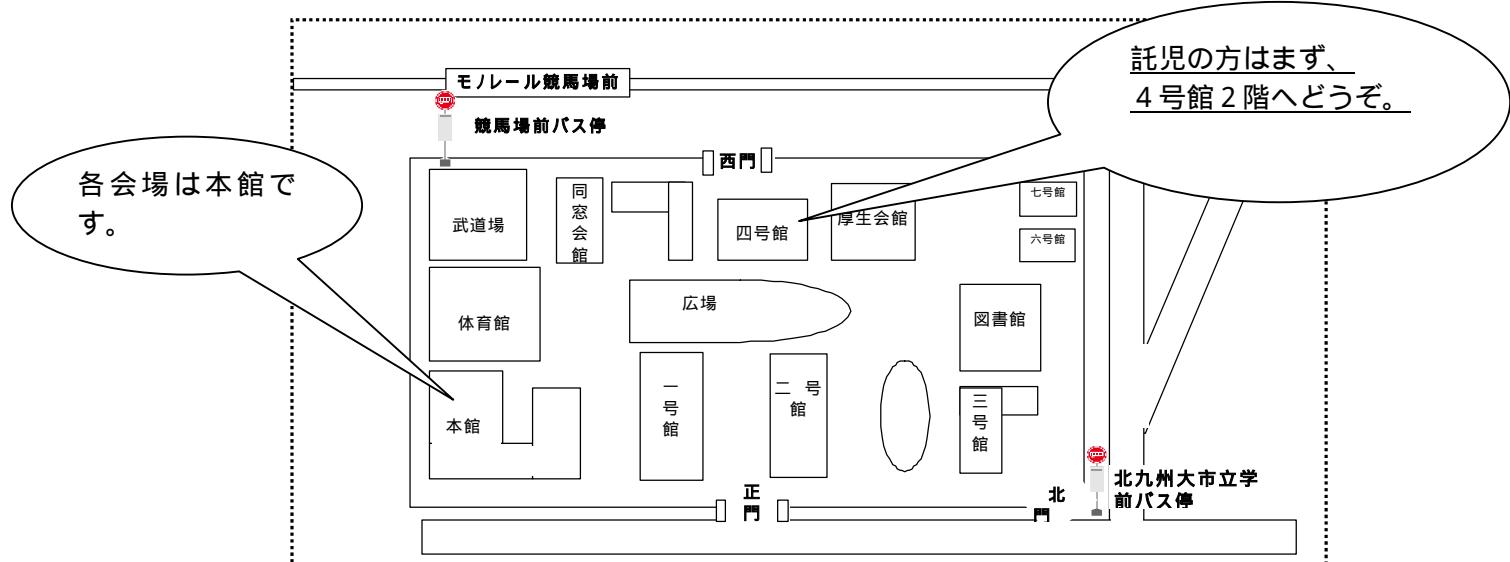 託児の方はまず、
４号館２階へどうぞ。
モノレール競馬場前
競馬場前バス停
各会場は本館で
す。
西門
武道場
同窓会館
四号館
厚生会館
七号館
六号館
広場
体育館
図書館
本館
一号館
二号
館
三号館
北九州大市立学
前バス停
正門
北
門